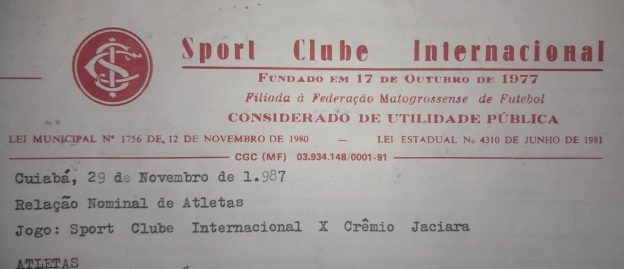 SCI
Sport Clube Internacional
FUNDADO EM 17 DE OUTUBRO DE 1977
Filiada à Federação Matogrossense de Futebol
CONSIDERADO DE UTILIDADE PÚBLICA
LEI MUNICIPAL Nº 1756 DE, 12 DE NOVEMBRO DE 1980 — LEI ESTADUAL No 4310 DE JUNHO DE 1981
CGC (MF) 03.934.148/0001-91
Cuiabá, 29 de Novembro de 1.987
Relação Nominal de Atletas
Jogo: Sport Clube Internacional X Crêmio Jaciara
ATLETAS